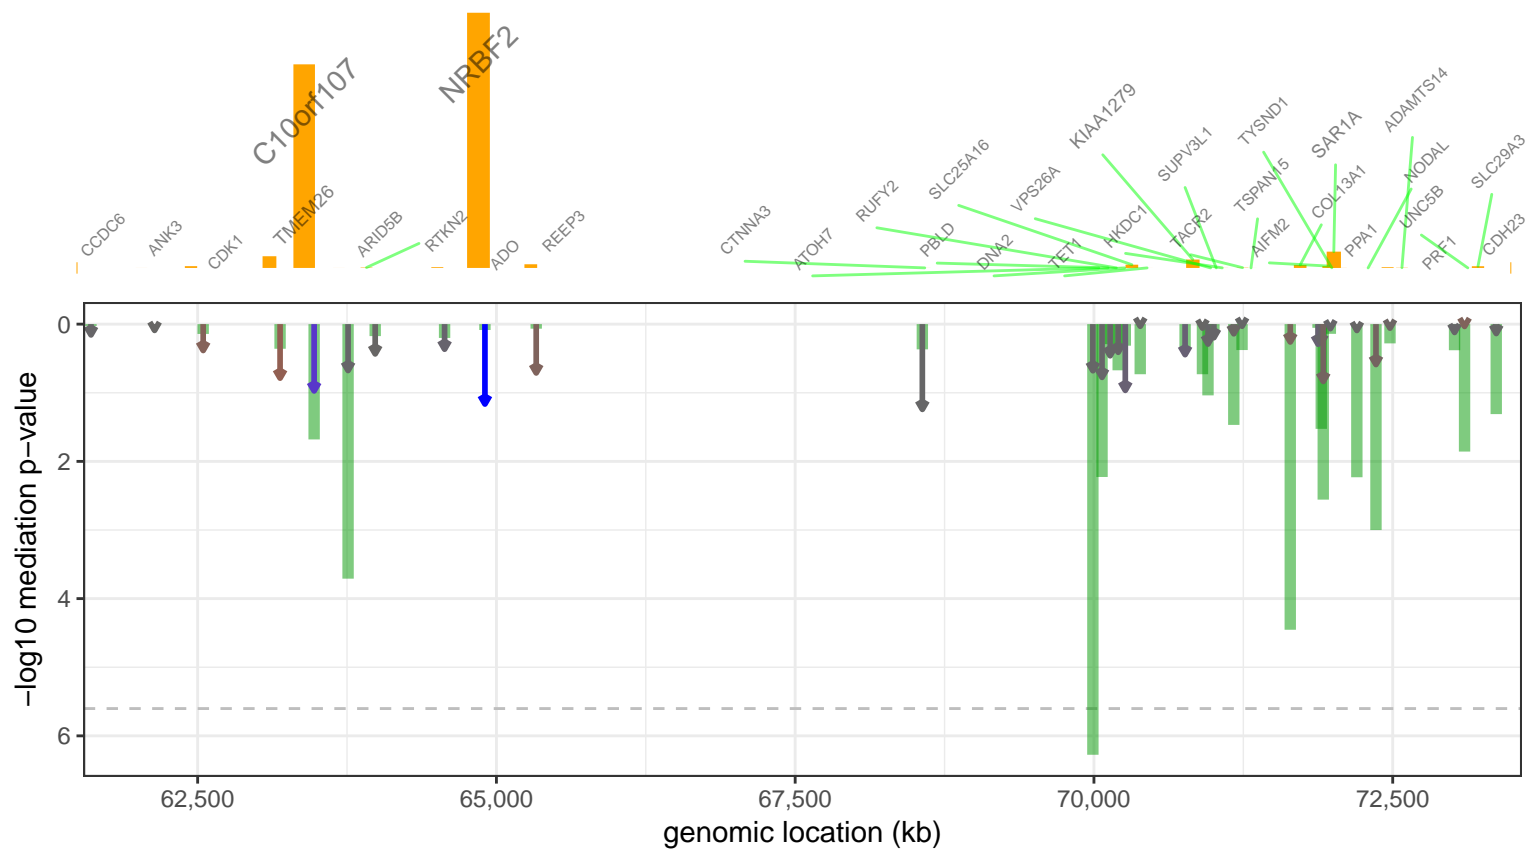 CCDC6
ANK3
CDK1
TMEM26
C10orf107
ARID5B
RTKN2
NRBF2
ADO
REEP3
CTNNA3
ATOH7
RUFY2
PBLD
SLC25A16
DNA2
VPS26A
TET1
KIAA1279
HKDC1
SUPV3L1
TACR2
TYSND1
TSPAN15
AIFM2
SAR1A
COL13A1
PPA1
ADAMTS14
NODAL
UNC5B
PRF1
SLC29A3
CDH23
−log10 mediation p−value
0
2
4
6
62,500
65,000
67,500
70,000
72,500
genomic location (kb)